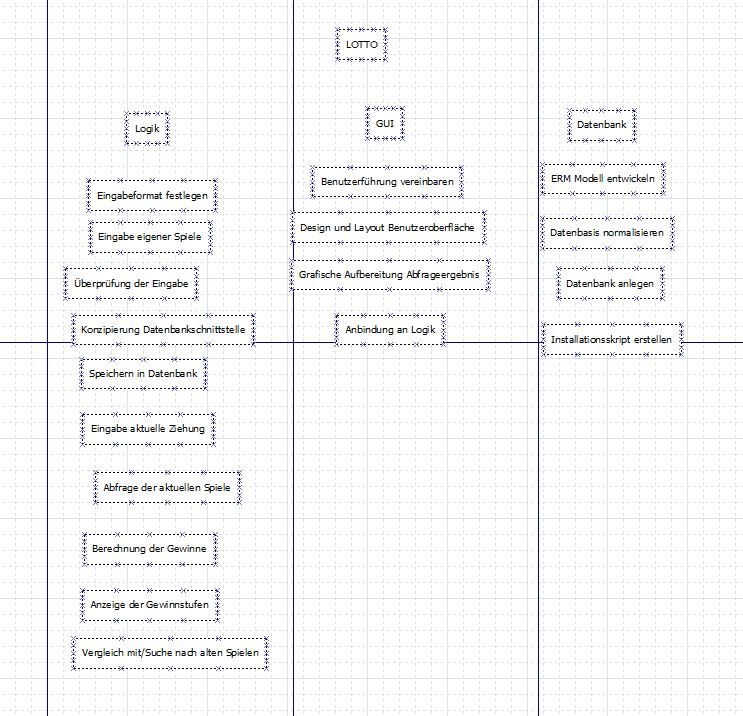 LOTTO
Logik
Eingabeformat festlegen
Eingabe eigener Spiele
Überprüfung der Eingabe
Konzipierung Datenbankschnittstelle
Speichern in Datenbank
Eingabe aktuelle Ziehung
Abfrage der aktuellen Spiele
Berechnung der Gewinne
Anzeige der Gewinnstufen
Vergleich mit/Suche nach alten Spielen
GUI
Benutzerführung vereinbaren
Design und Layout Benutzeroberfläche
Grafische Aufbereitung Abfrageergebnis
Anbindung an Logik
Datenbank
ERM Modell entwickeln
Datenbasis normalisieren
Datenbank anlegen
Installationsskript erstellen